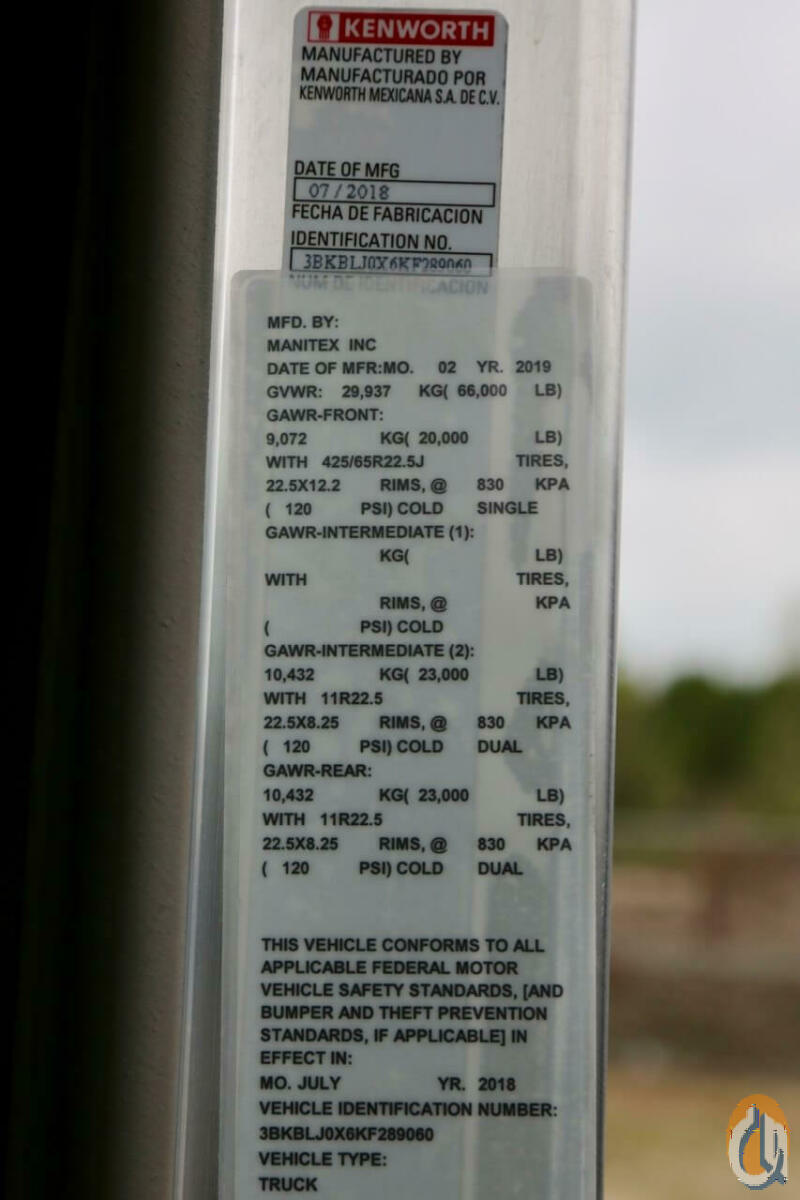 KENWORTH
MANUFACTURED BY
MANUFACTURADO POR
KENWORTH MEXICANA S.A. DE C.V.
DATE OF MFG
07 / 2018
FECHA DE FABRICACION
IDENTIFICATION NO.
3BKBLJ0X6KF289060
NUM DE IDENTIFICACION
MFD. BY:
MANITEX INC
DATE OF MFR:MO. 02 YR. 2019
GVWR: 29,937 KG( 66,000 LB)
GAWR-FRONT:
9,072 KG( 20,000 LB)
WITH 425/65R22.5J TIRES,
22.5X12.2 RIMS, @ 830 KPA
( 120 PSI) COLD SINGLE
GAWR-INTERMEDIATE (1):
KG( LB)
WITH TIRES,
RIMS, @ KPA
( PSI) COLD
GAWR-INTERMEDIATE (2):
10,432 KG( 23,000 LB)
WITH 11R22.5 TIRES,
22.5X8.25 RIMS, @ 830 KPA
( 120 PSI) COLD DUAL
GAWR-REAR:
10,432 KG( 23,000 LB)
WITH 11R22.5 TIRES,
22.5X8.25 RIMS, @ 830 KPA
( 120 PSI) COLD DUAL
THIS VEHICLE CONFORMS TO ALL
APPLICABLE FEDERAL MOTOR
VEHICLE SAFETY STANDARDS, [AND
BUMPER AND THEFT PREVENTION
STANDARDS, IF APPLICABLE] IN
EFFECT IN:
MO. JULY YR. 2018
VEHICLE IDENTIFICATION NUMBER:
3BKBLJ0X6KF289060
VEHICLE TYPE:
TRUCK